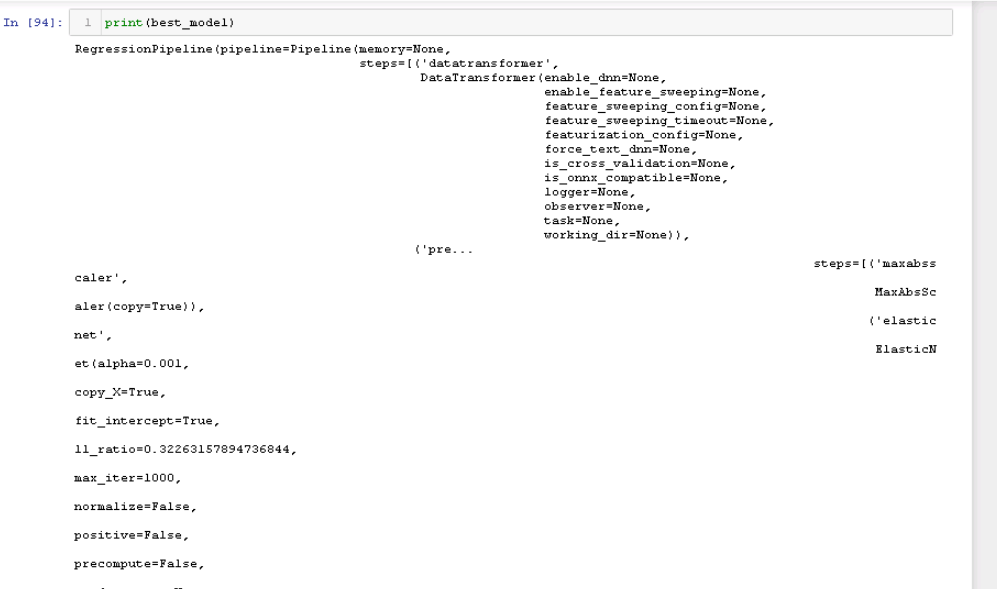 In [94]: 1 print(best_model)
RegressionPipeline(pipeline=Pipeline(memory=None,
steps=[('datatransformer',
DataTransformer(enable_dnn=None,
enable_feature_sweeping=None,
feature_sweeping_config=None,
feature_sweeping_timeout=None,
featurization_config=None,
force_text_dnn=None,
is_cross_validation=None,
is_onnx_compatible=None,
logger=None,
observer=None,
task=None,
working_dir=None)),
('pre...
steps=[('maxabss
caler',
MaxAbsSc
aler(copy=True)),
('elastic
net',
ElasticN
et(alpha=0.001,
copy_X=True,
fit_intercept=True,
l1_ratio=0.32263157894736844,
max_iter=1000,
normalize=False,
positive=False,
precompute=False,